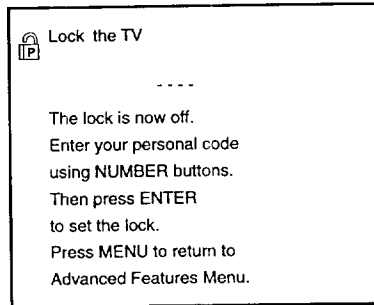 Lock the TV
P
- - - -
The lock is now off.
Enter your personal code
using NUMBER buttons.
Then press ENTER
to set the lock.
Press MENU to return to
Advanced Features Menu.